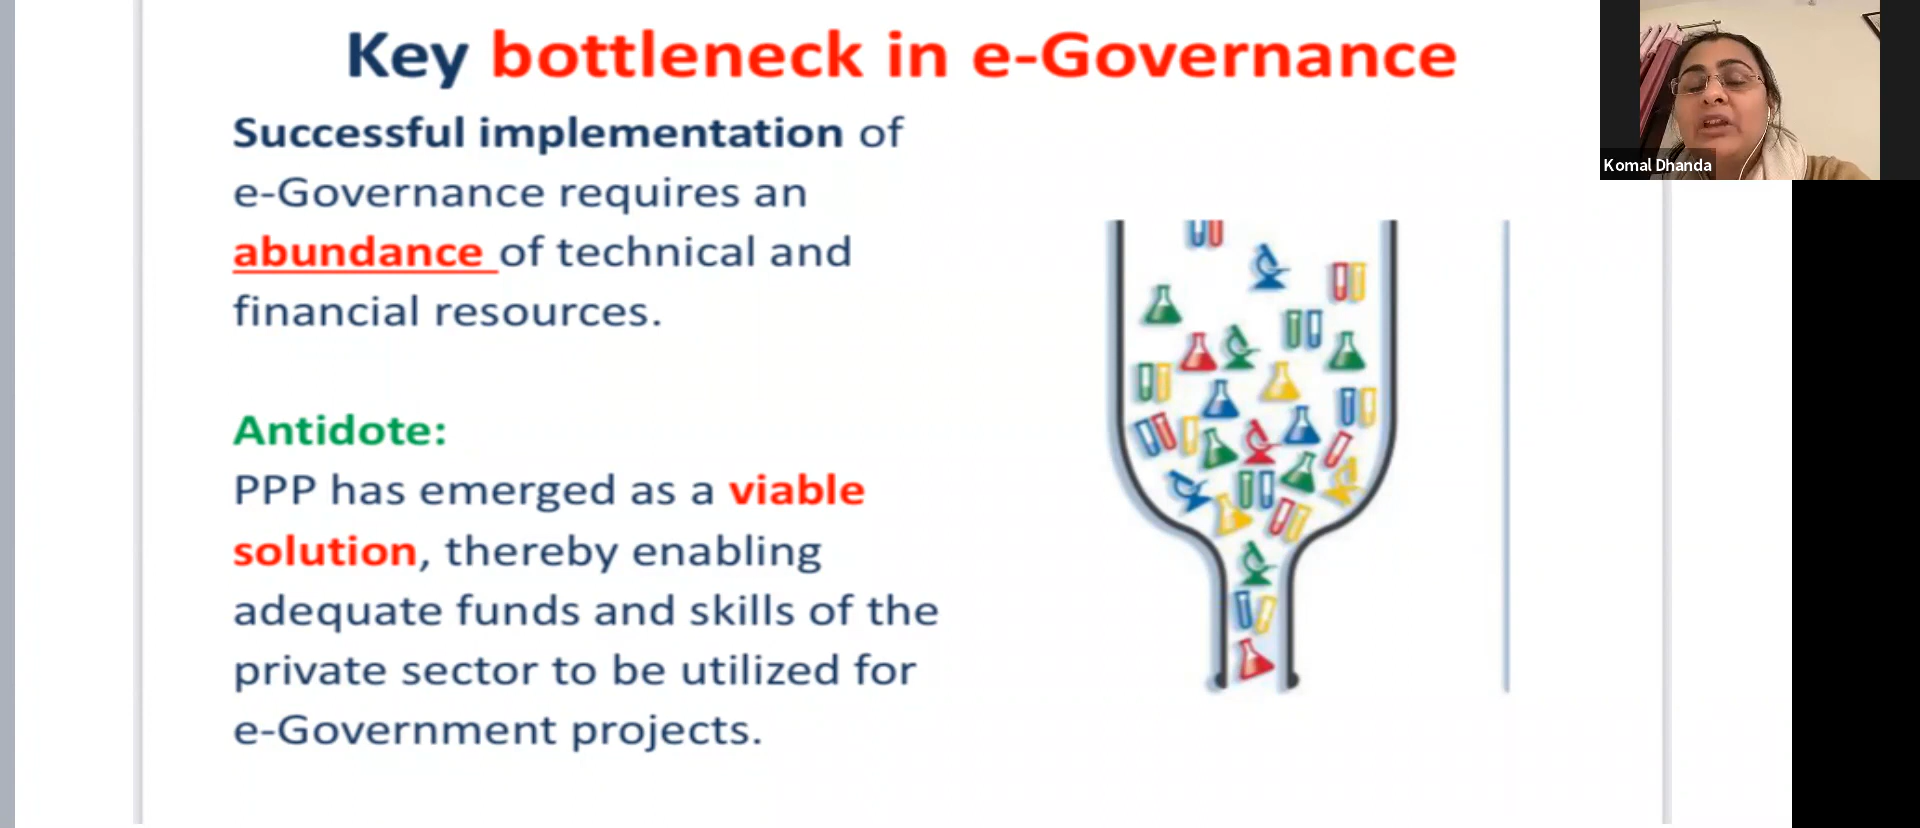 Key bottleneck in e-Governance
Successful implementation of
e-Governance requires an
abundance of technical and
financial resources.
Antidote:
PPP has emerged as a viable
solution, thereby enabling
adequate funds and skills of the
private sector to be utilized for
e-Government projects.
Komal Dhanda